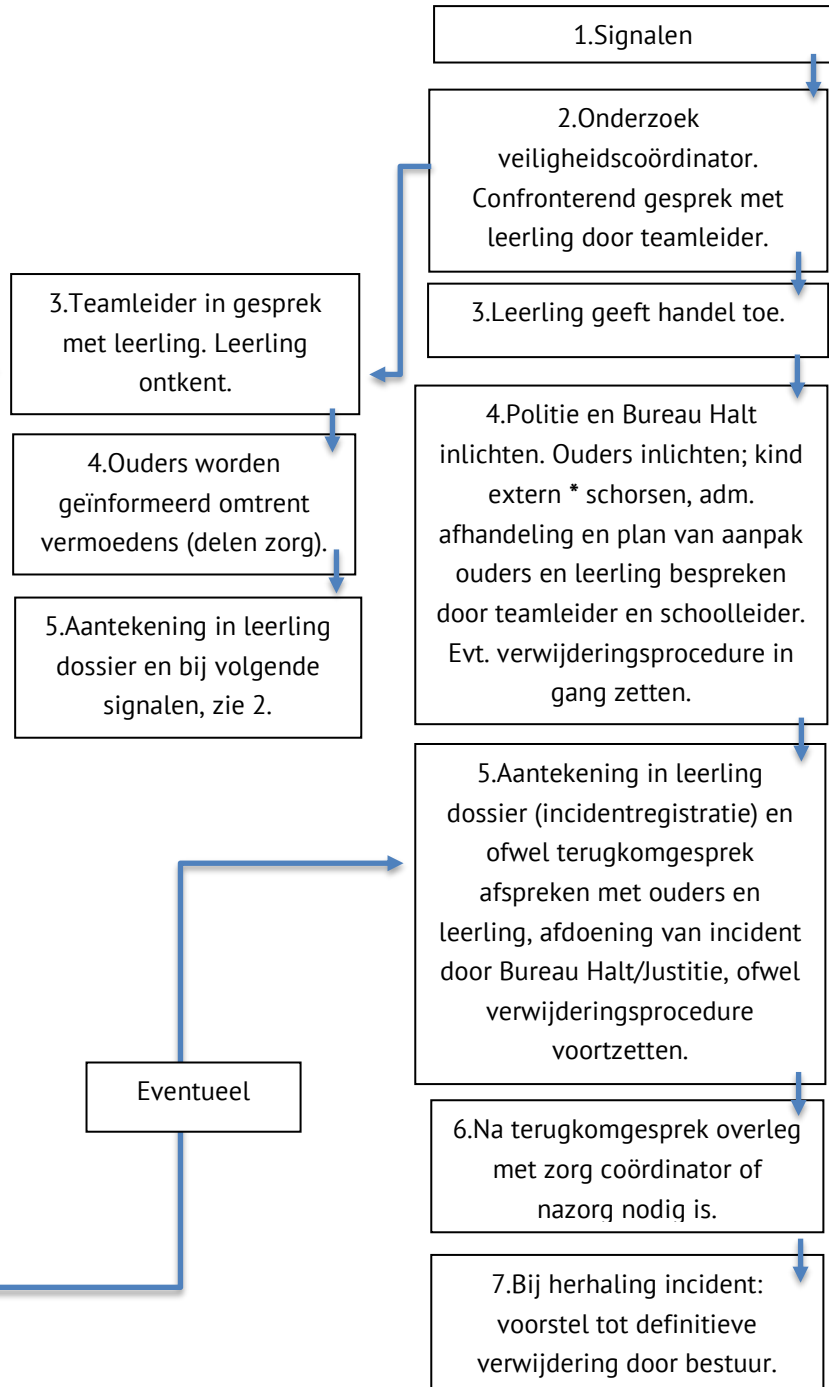 1.Signalen
2.Onderzoek
veiligheidscoördinator.
Confronterend gesprek met
leerling door teamleider.
3.Teamleider in gesprek
met leerling. Leerling
ontkent.
3.Leerling geeft handel toe.
4.Ouders worden
geïnformeerd omtrent
vermoedens (delen zorg).
5.Aantekening in leerling
dossier en bij volgende
signalen, zie 2.
4.Politie en Bureau Halt
inlichten. Ouders inlichten; kind
extern * schorsen, adm.
afhandeling en plan van aanpak
ouders en leerling bespreken
door teamleider en schoolleider.
Evt. verwijderingsprocedure in
gang zetten.
5.Aantekening in leerling
dossier (incidentregistratie) en
ofwel terugkomgesprek
afspreken met ouders en
leerling, afdoening van incident
door Bureau Halt/Justitie, ofwel
verwijderingsprocedure
voortzetten.
Eventueel
6.Na terugkomgesprek overleg
met zorg coördinator of
nazorg nodig is.
7.Bij herhaling incident:
voorstel tot definitieve
verwijdering door bestuur.